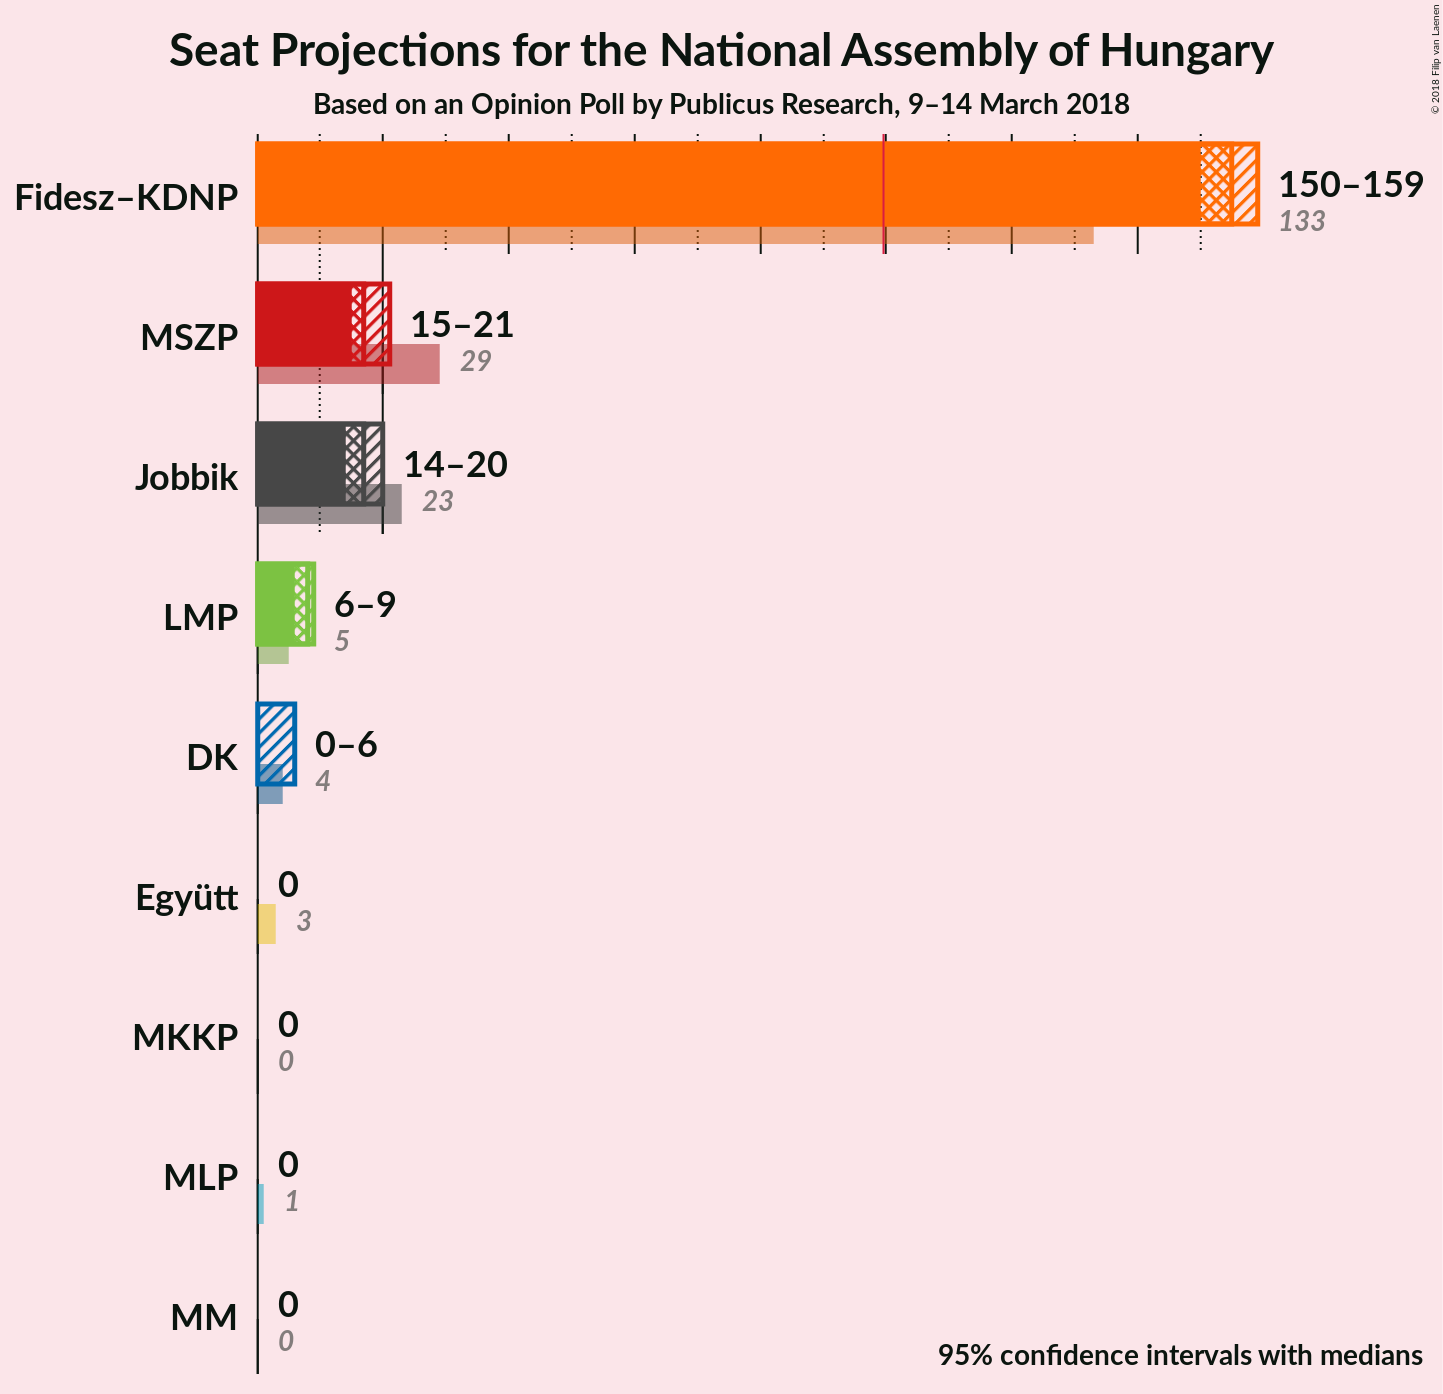 Seat Projections for the National Assembly of Hungary
Based on an Opinion Poll by Publicus Research, 9–14 March 2018
© 2018 Filip van Laenen
Fidesz–KDNP
150–159
133
MSZP
15–21
29
Jobbik
14–20
23
LMP
6–9
5
DK
0–6
4
Együtt
0
3
MKKP
0
0
MLP
0
1
MM
0
0
95% confidence intervals with medians